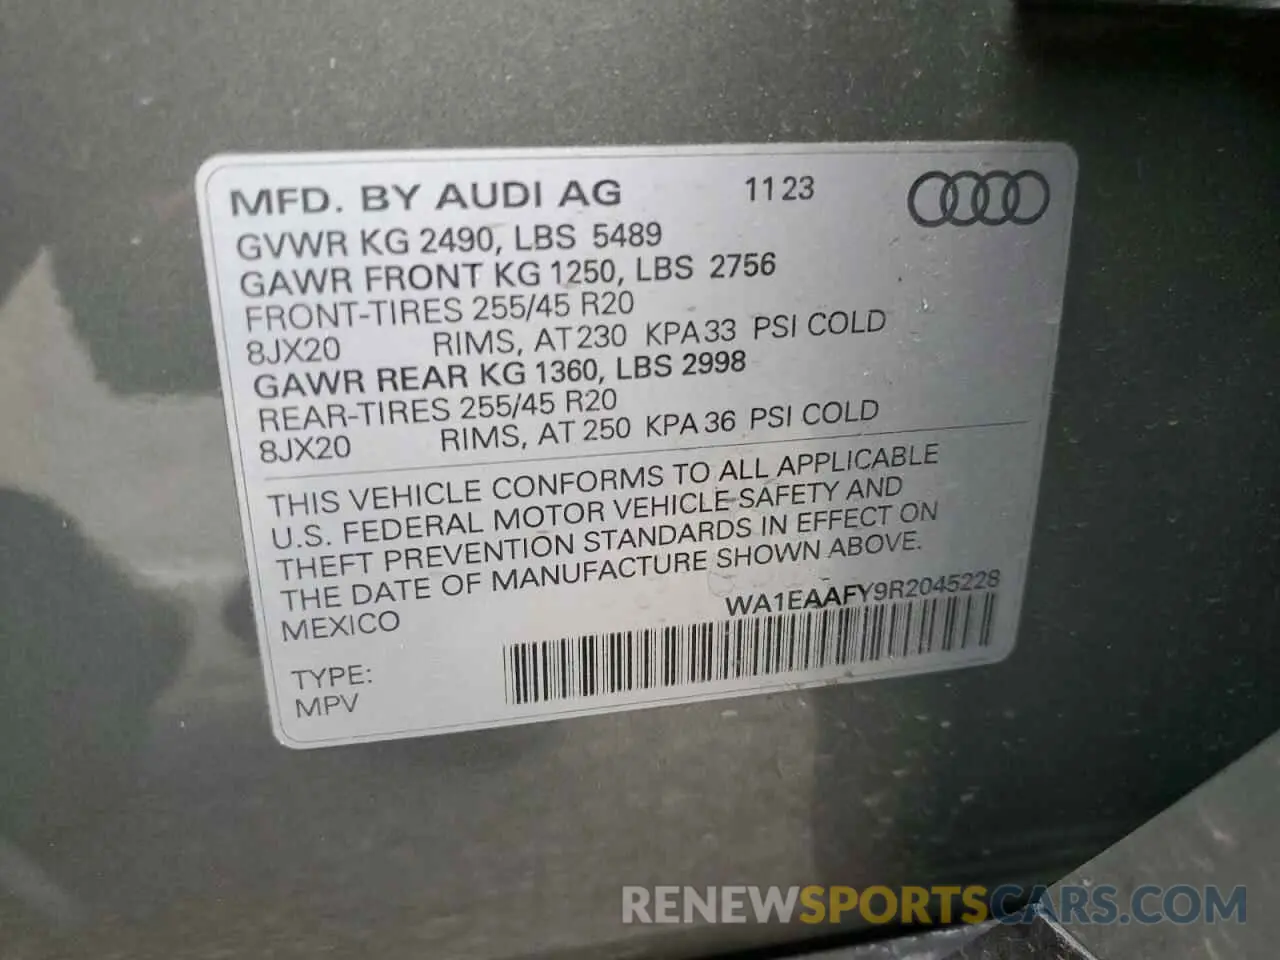 MFD. BY AUDI AG 11 23
GVWR KG 2490, LBS 5489
GAWR FRONT KG 1250, LBS 2756
FRONT-TIRES 255/45 R20
8JX20 RIMS, AT 230 KPA 33 PSI COLD
GAWR REAR KG 1360, LBS 2998
REAR-TIRES 255/45 R20
8JX20 RIMS, AT 250 KPA 36 PSI COLD
THIS VEHICLE CONFORMS TO ALL APPLICABLE
U.S. FEDERAL MOTOR VEHICLE SAFETY AND
THEFT PREVENTION STANDARDS IN EFFECT ON
THE DATE OF MANUFACTURE SHOWN ABOVE.
MEXICO WA1EAAFY9R2045228
TYPE:
MPV
RENEWSPORTSCARS.COM